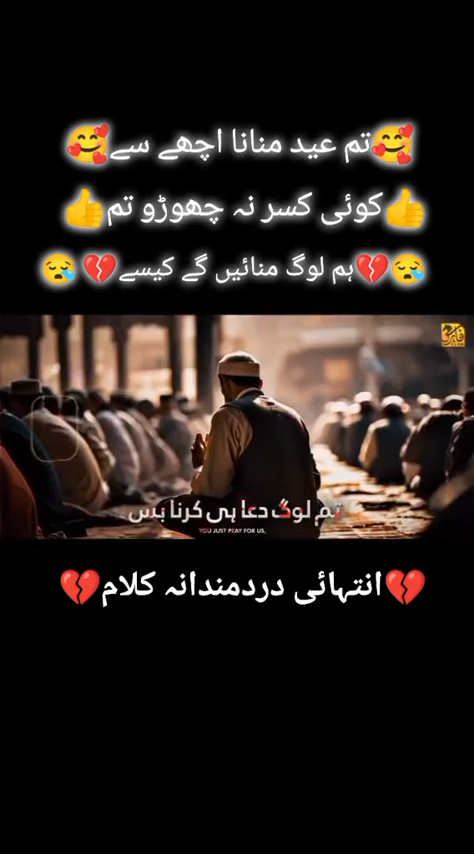 🥰تم عید منانا اچھے سے🥰
👍کوئی کسر نہ چھوڑو تم👍
😪💔ہم لوگ منائیں گے کیسے💔😪
تم لوگ دعا ہی کرنا بس
YOU JUST PRAY FOR US,
💔انتہائی دردمندانہ کلام💔